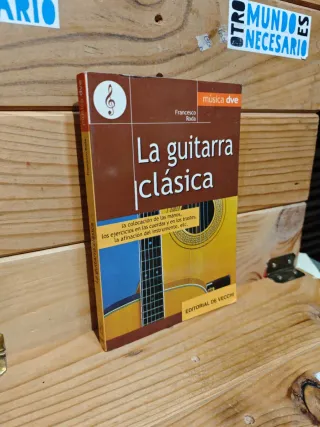 ARIO
OTRO
MUNDO ES
NECESARIO
música dve
Francesco
Roda
La guitarra
clásica
la colocación de las manos,
los ejercicios en las cuerdas y en los trastes,
la afinación del instrumento, etc.
EDITORIAL DE VECCHI